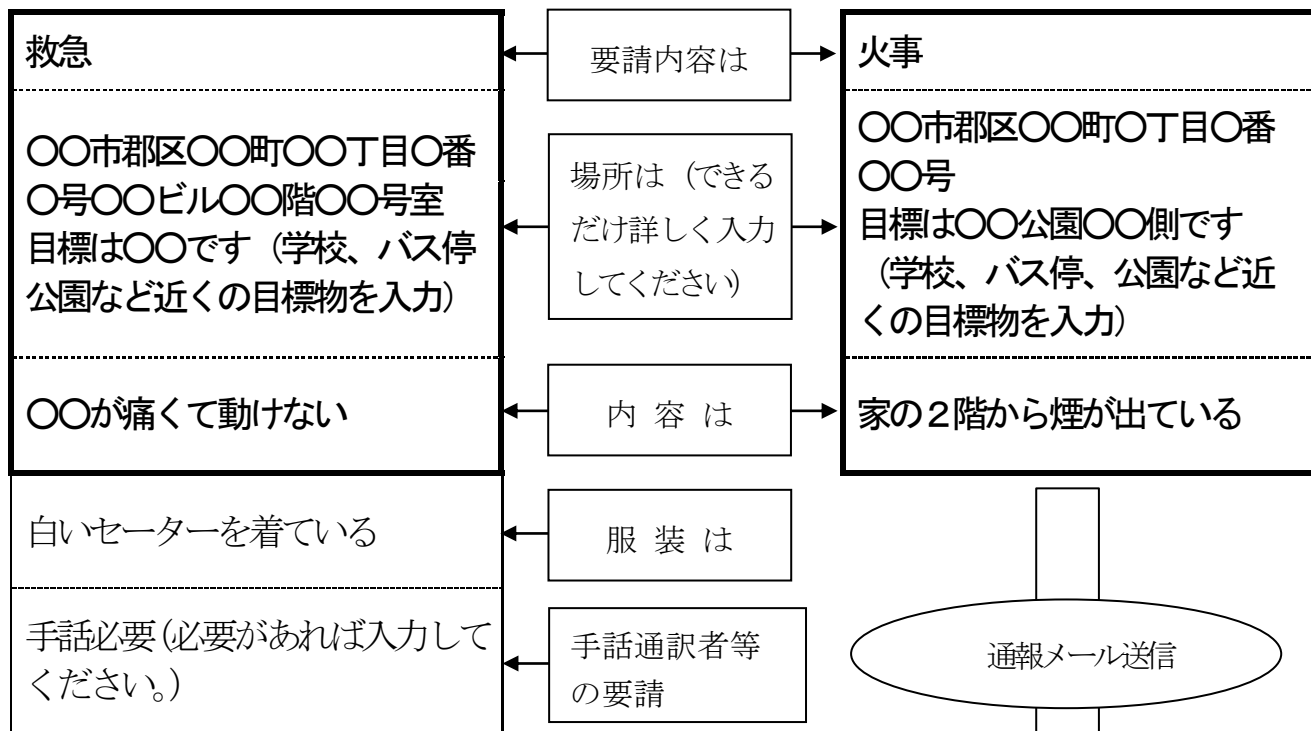 救急
要請内容は
火事
〇〇市郡区〇〇町〇〇丁目〇番
〇号〇〇ビル〇〇階〇〇号室
目標は〇〇です（学校、バス停
公園など近くの目標物を入力）
場所は（できる
だけ詳しく入力
してください）
〇〇市郡区〇〇町〇丁目〇番
〇〇号
目標は〇〇公園〇〇側です
（学校、バス停、公園など近
くの目標物を入力）
〇〇が痛くて動けない
内 容 は
家の２階から煙が出ている
白いセーターを着ている
服 装 は
手話必要（必要があれば入力して
ください。）
手話通訳者等
の要請
通報メール送信